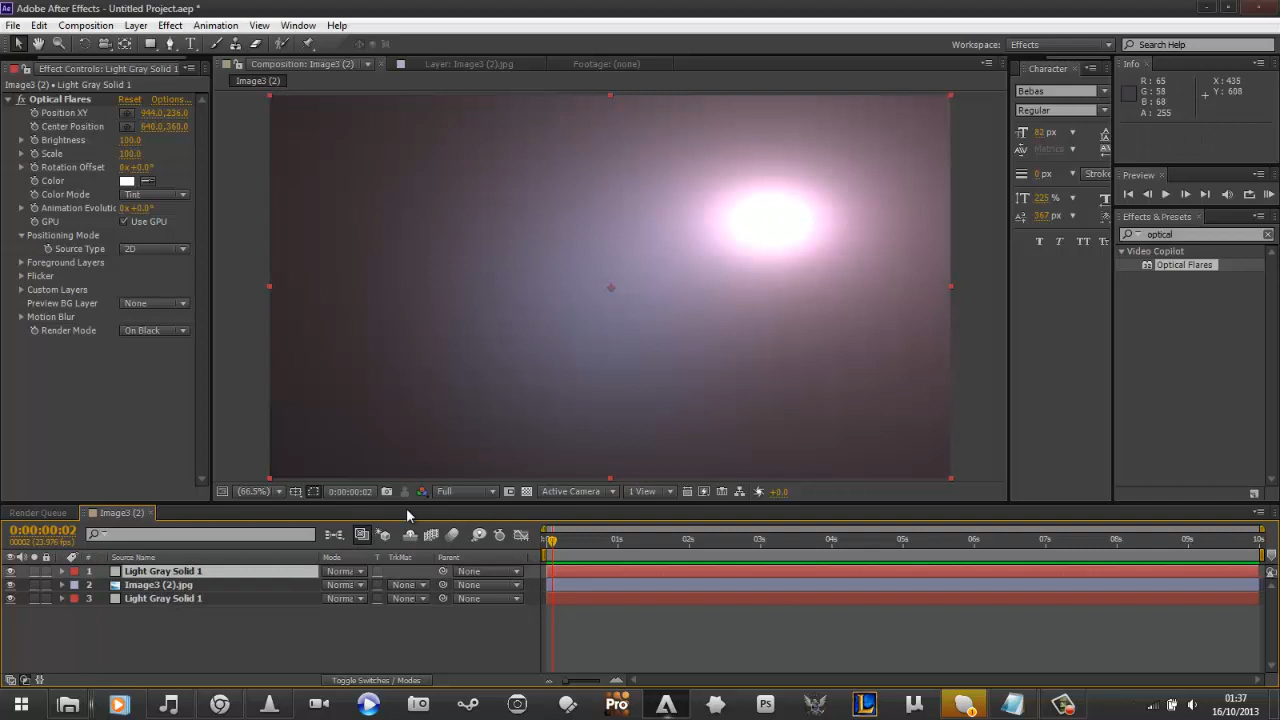 Adobe After Effects - Untitled Project.aep *
File Edit Composition Layer Effect Animation View Window Help
Workspace: Effects Search Help
Effect Controls: Light Gray Solid 1
Composition: Image3 (2) Layer: Image3 (2).jpg Footage: (none)
Character
Info
Image3 (2) • Light Gray Solid 1
Image3 (2)
Optical Flares Reset Options...
Position XY 944.0,236.0
Center Position 640.0,360.0
Brightness 100.0
Scale 100.0
Rotation Offset 0x +0.0°
Color
Color Mode Tint
Animation Evolutio 0x +0.0°
GPU Use GPU
Positioning Mode
Source Type 2D
Foreground Layers
Flicker
Custom Layers
Preview BG Layer None
Motion Blur
Render Mode On Black
Bebas
Regular
82 px
Metrics
0 px Stroke
225 %
367 px
T T TT Tr
R : 65
G : 58
B : 68
A : 255
X : 435
Y : 608
Preview
Effects & Presets
optical
Video Copilot
Optical Flares
(66.5%) 0:00:00:02 Full Active Camera 1 View +0.0
Render Queue Image3 (2)
0:00:00:02
00002 (23.976 fps)
Source Name Mode T TrkMat Parent
01s 02s 03s 04s 05s 06s 07s 08s 09s 10s
1 Light Gray Solid 1 Norma None
2 Image3 (2).jpg Norma None None
3 Light Gray Solid 1 Norma None None
Toggle Switches / Modes
Pro PS L
1
01:37
16/10/2013